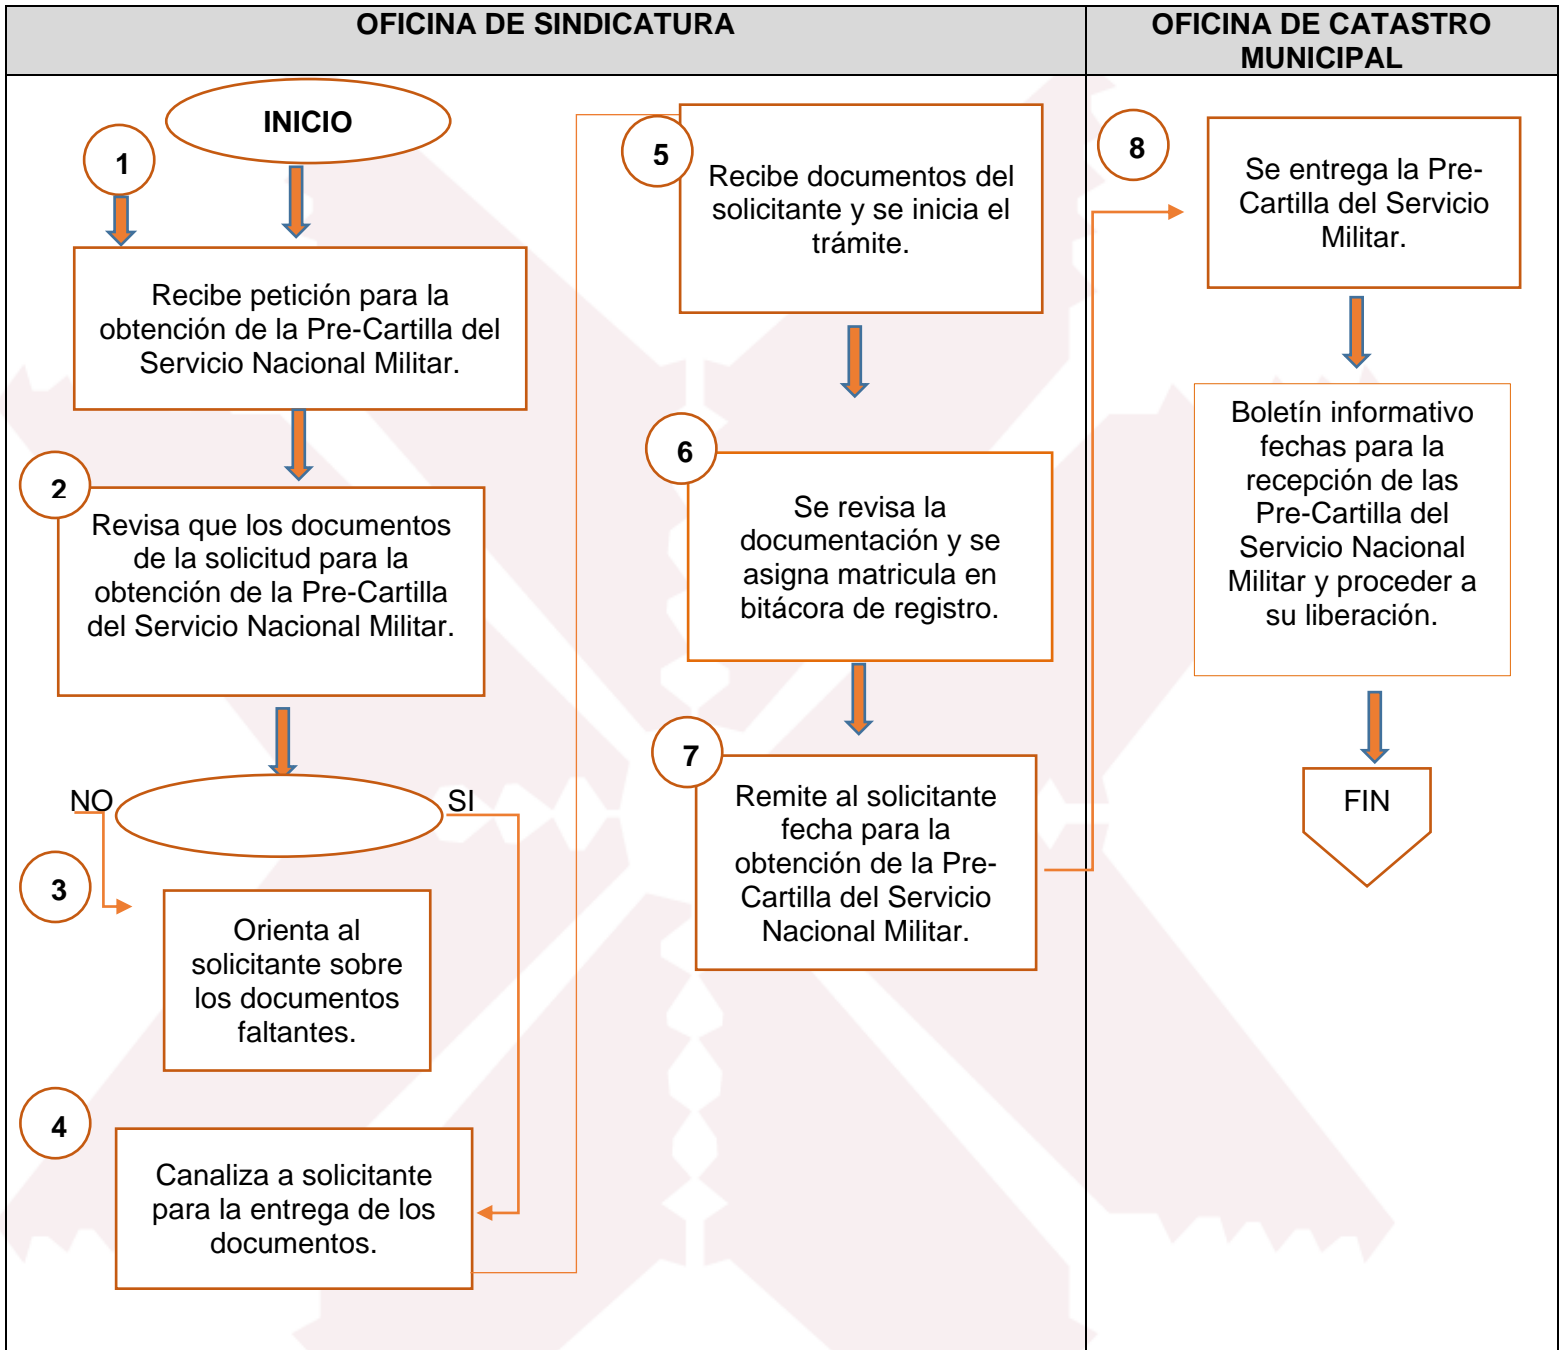 OFICINA DE SINDICATURA
OFICINA DE CATASTRO
MUNICIPAL
INICIO
1
Recibe petición para la
obtención de la Pre-Cartilla del
Servicio Nacional Militar.
2
Revisa que los documentos
de la solicitud para la
obtención de la Pre-Cartilla
del Servicio Nacional Militar.
NO
SI
3
Orienta al
solicitante sobre
los documentos
faltantes.
4
Canaliza a solicitante
para la entrega de los
documentos.
5
Recibe documentos del
solicitante y se inicia el
trámite.
6
Se revisa la
documentación y se
asigna matricula en
bitácora de registro.
7
Remite al solicitante
fecha para la
obtención de la Pre-
Cartilla del Servicio
Nacional Militar.
8
Se entrega la Pre-
Cartilla del Servicio
Militar.
Boletín informativo
fechas para la
recepción de las
Pre-Cartilla del
Servicio Nacional
Militar y proceder a
su liberación.
FIN